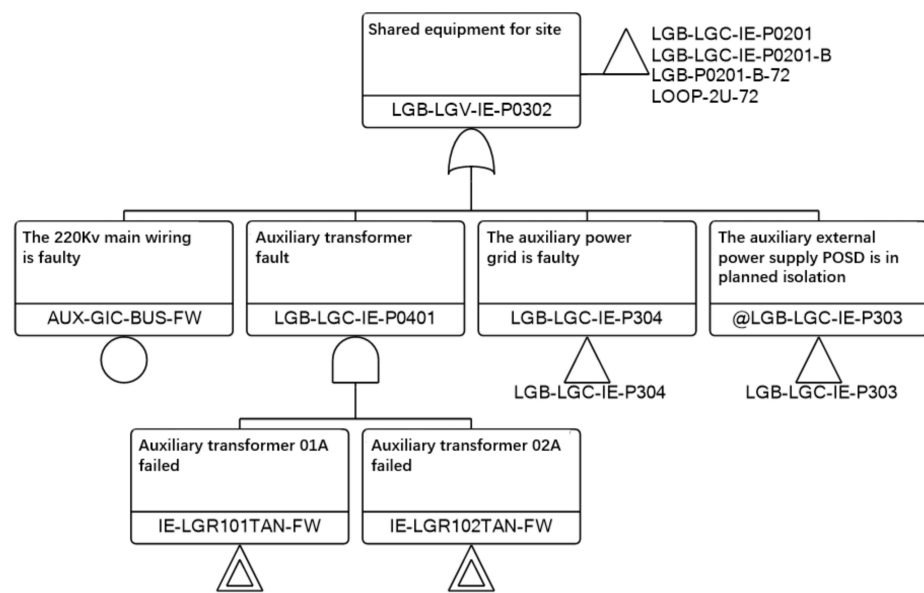 Shared equipment for site
LGB-LGV-IE-P0302
LGB-LGC-IE-P0201
LGB-LGC-IE-P0201-B
LGB-P0201-B-72
LOOP-2U-72
The 220Kv main wiring
is faulty
AUX-GIC-BUS-FW
Auxiliary transformer
fault
LGB-LGC-IE-P0401
The auxiliary power
grid is faulty
LGB-LGC-IE-P304
LGB-LGC-IE-P304
The auxiliary external
power supply POSD is in
planned isolation
@LGB-LGC-IE-P303
LGB-LGC-IE-P303
Auxiliary transformer 01A
failed
IE-LGR101TAN-FW
Auxiliary transformer 02A
failed
IE-LGR102TAN-FW